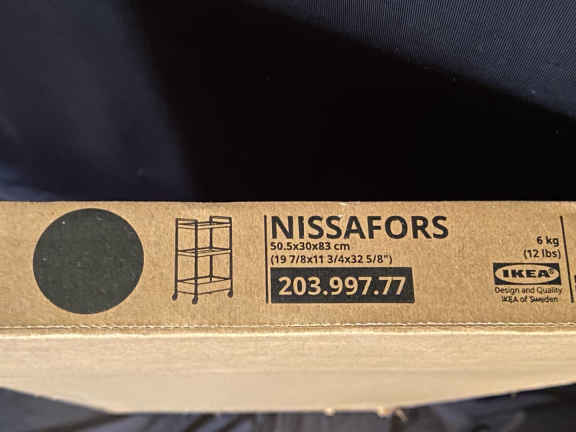 NISSAFORS
50.5x30x83 cm
(19 7/8x11 3/4x32 5/8")
203.997.77
6 kg
(12 lbs)
IKEA®
Design and Quality
IKEA of Sweden